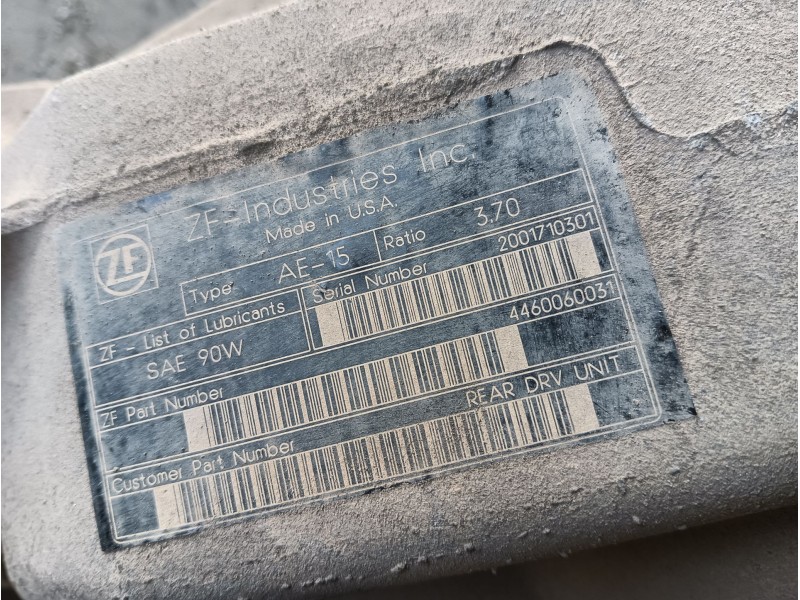 ZF
ZF-Industries Inc.
Made in U.S.A.
Type AE-15 Ratio 3.70
ZF - List of Lubricants
SAE 90W
Serial Number 2001710301
ZF Part Number 4460060031
Customer Part Number REAR DRV UNIT